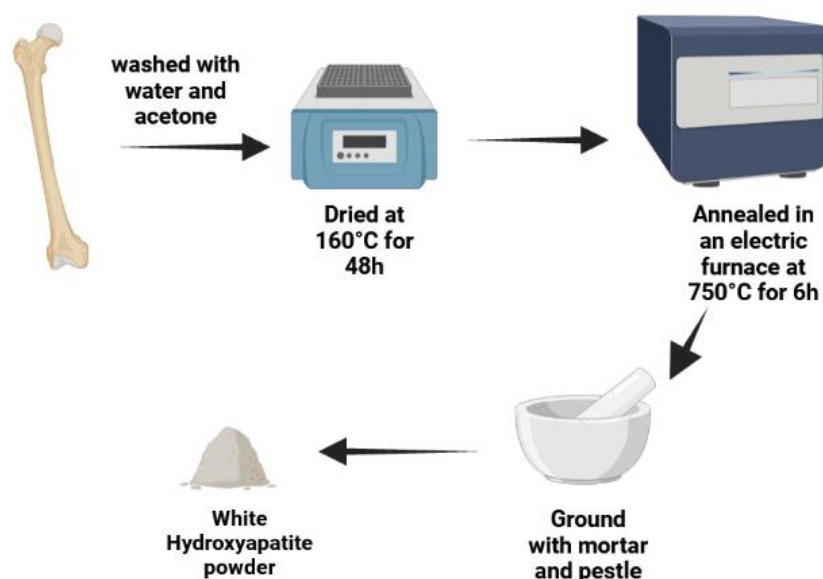 washed with
water and
acetone
Dried at
160°C for
48h
Annealed in
an electric
furnace at
750°C for 6h
Ground
with mortar
and pestle
White
Hydroxyapatite
powder